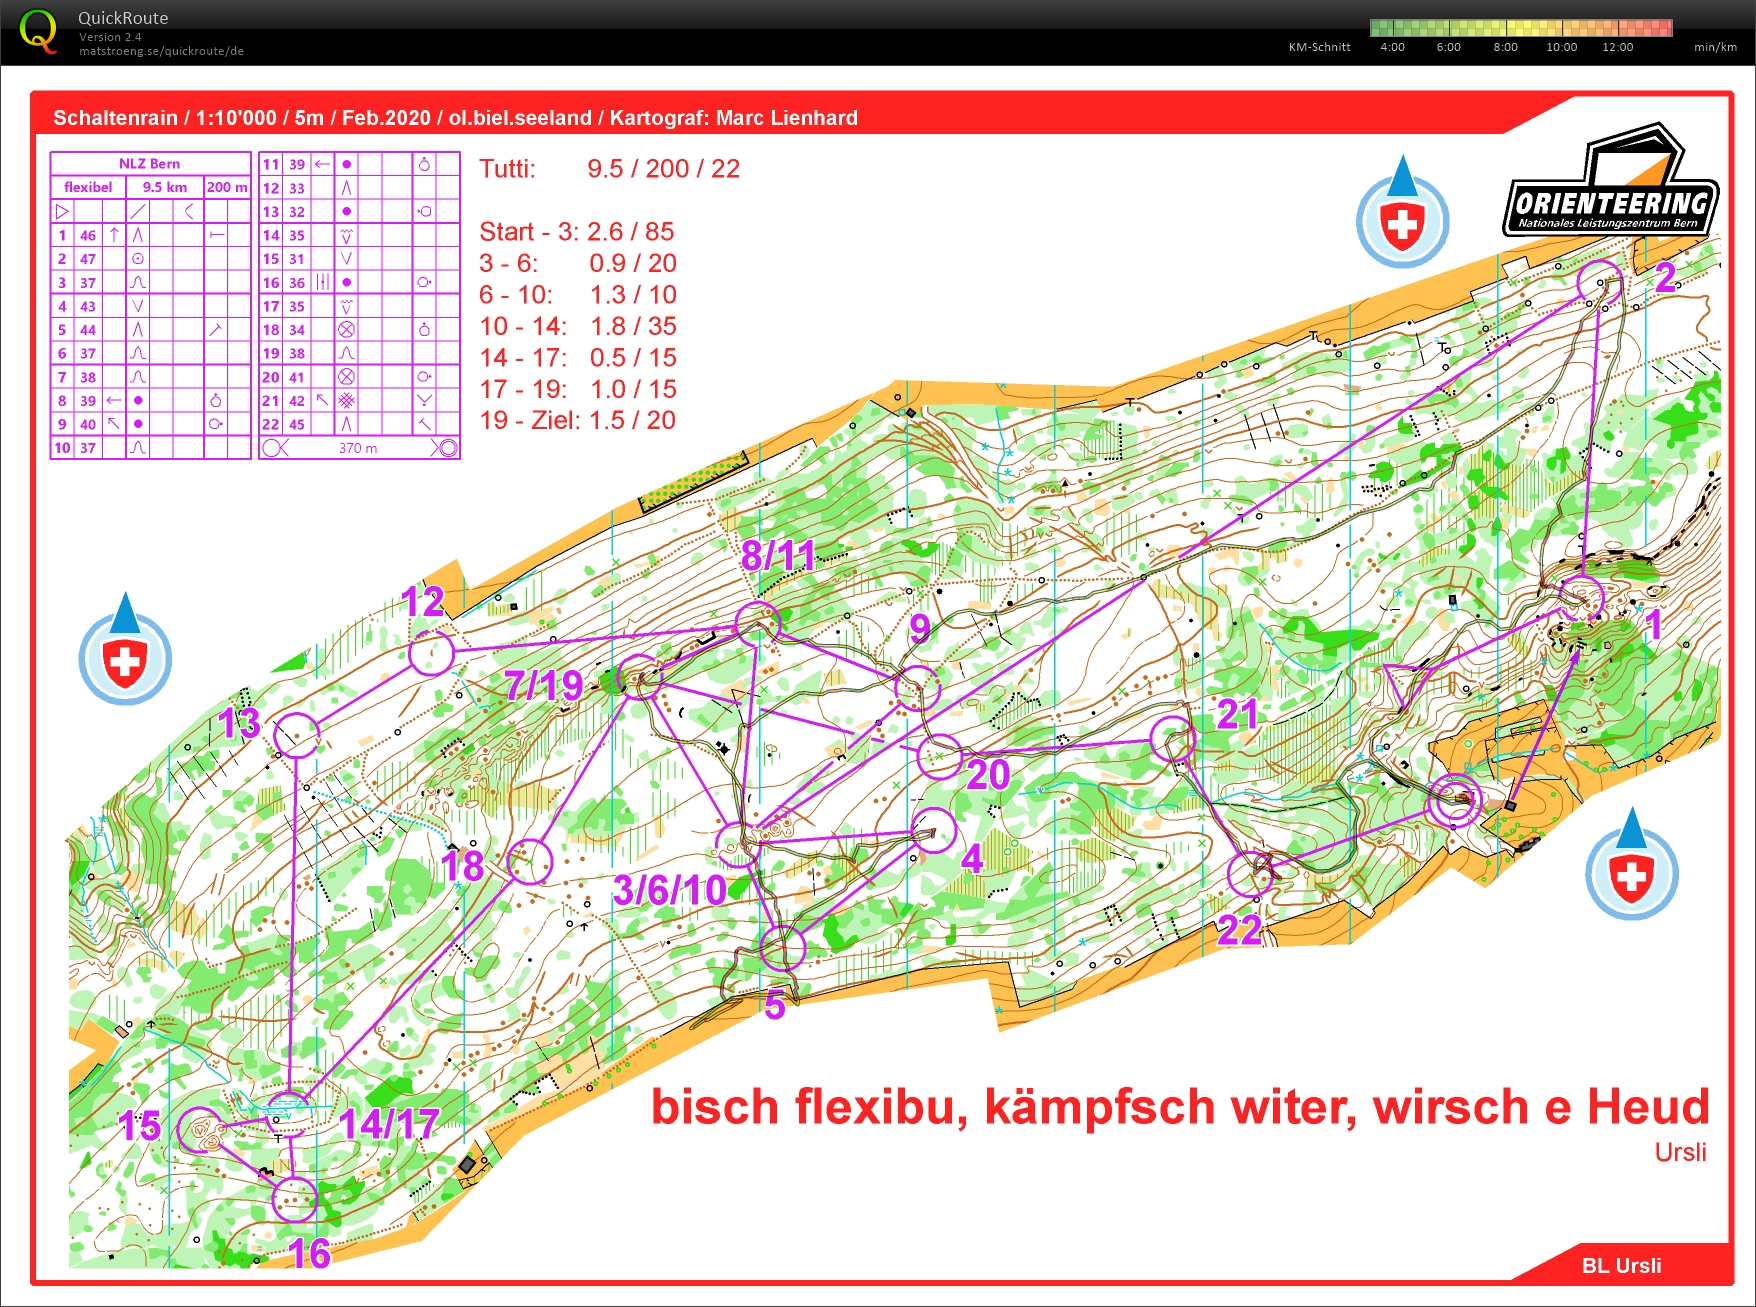 QuickRoute
Version 2.4
matstroeng.se/quickroute/de
KM-Schnitt 4:00 6:00 8:00 10:00 12:00 min/km
Schaltenrain / 1:10'000 / 5m / Feb.2020 / ol.biel.seeland / Kartograf: Marc Lienhard
NLZ Bern
flexibel 9.5 km 200 m
1 46
2 47
3 37
4 43
5 44
6 37
7 38
8 39
9 40
10 37
11 39
12 33
13 32
14 35
15 31
16 36
17 35
18 34
19 38
20 41
21 42
22 45
370 m
Tutti: 9.5 / 200 / 22
Start - 3: 2.6 / 85
3 - 6: 0.9 / 20
6 - 10: 1.3 / 10
10 - 14: 1.8 / 35
14 - 17: 0.5 / 15
17 - 19: 1.0 / 15
19 - Ziel: 1.5 / 20
ORIENTEERING
Nationales Leistungszentrum Bern
2
8/11
12
9
1
7/19
13
21
20
4
18
3/6/10
22
5
15
14/17
16
bisch flexibu, kämpfsch witer, wirsch e Heud
Ursli
BL Ursli